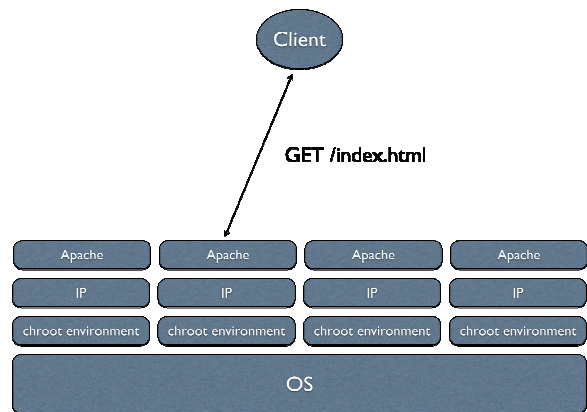 Client
GET /index.html
Apache Apache Apache Apache
IP IP IP IP
chroot environment chroot environment chroot environment chroot environment
OS